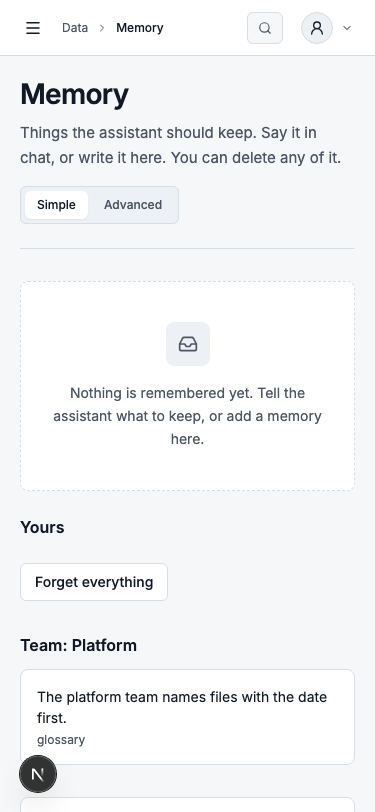 Data
Memory
Memory
Things the assistant should keep. Say it in
chat, or write it here. You can delete any of it.
Simple
Advanced
Nothing is remembered yet. Tell the
assistant what to keep, or add a memory
here.
Yours
Forget everything
Team: Platform
The platform team names files with the date
first.
glossary
N